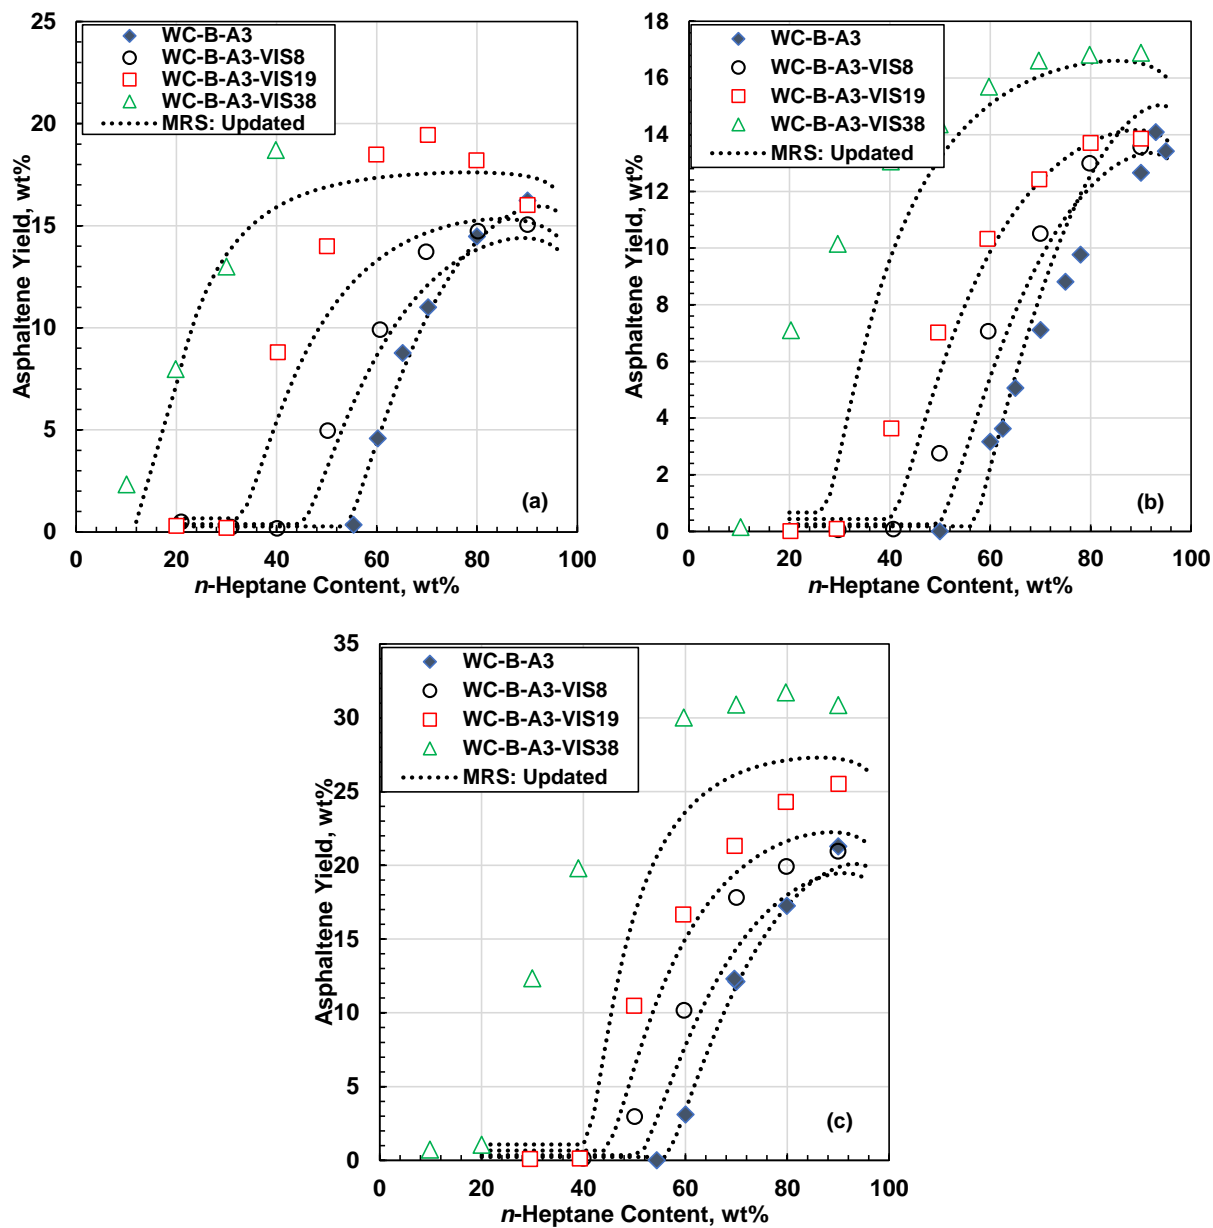 25
20
15
10
5
0
0
20
40
60
80
100
Asphaltene Yield, wt%
n-Heptane Content, wt%
WC-B-A3
WC-B-A3-VIS8
WC-B-A3-VIS19
WC-B-A3-VIS38
MRS: Updated
(a)
18
16
14
12
10
8
6
4
2
0
0
20
40
60
80
100
Asphaltene Yield, wt%
n-Heptane Content, wt%
WC-B-A3
WC-B-A3-VIS8
WC-B-A3-VIS19
WC-B-A3-VIS38
MRS: Updated
(b)
35
30
25
20
15
10
5
0
0
20
40
60
80
100
Asphaltene Yield, wt%
n-Heptane Content, wt%
WC-B-A3
WC-B-A3-VIS8
WC-B-A3-VIS19
WC-B-A3-VIS38
MRS: Updated
(c)